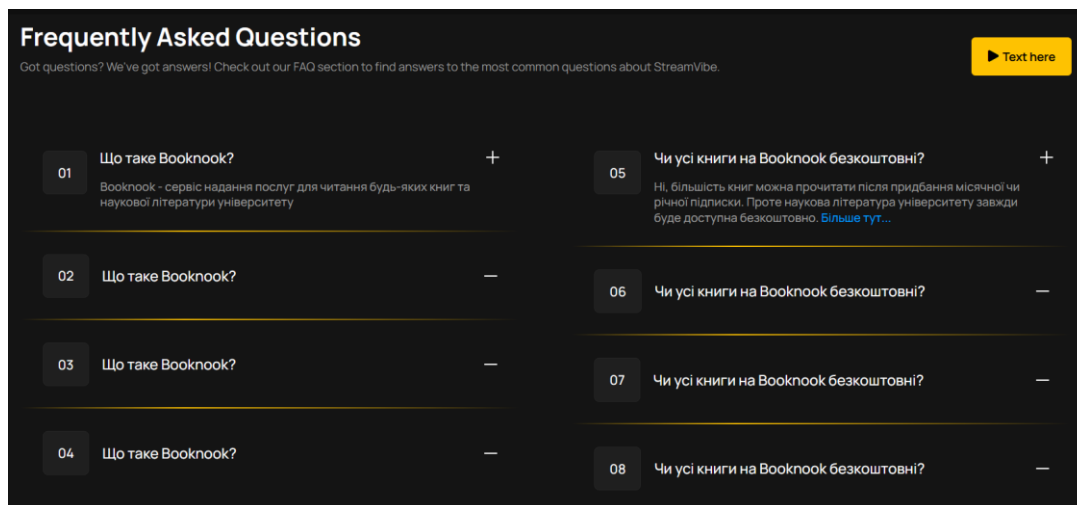 Frequently Asked Questions
Got questions? We've got answers! Check out our FAQ section to find answers to the most common questions about StreamVibe.
Text here
01
Що таке Booknook?
Booknook - сервіс надання послуг для читання будь-яких книг та
наукової літератури університету
02
Що таке Booknook?
03
Що таке Booknook?
04
Що таке Booknook?
05
Чи усі книги на Booknook безкоштовні?
Ні, більшість книг можна прочитати після придбання місячної чи
річної підписки. Проте наукова література університету завжди
буде доступна безкоштовно. Більше тут...
06
Чи усі книги на Booknook безкоштовні?
07
Чи усі книги на Booknook безкоштовні?
08
Чи усі книги на Booknook безкоштовні?